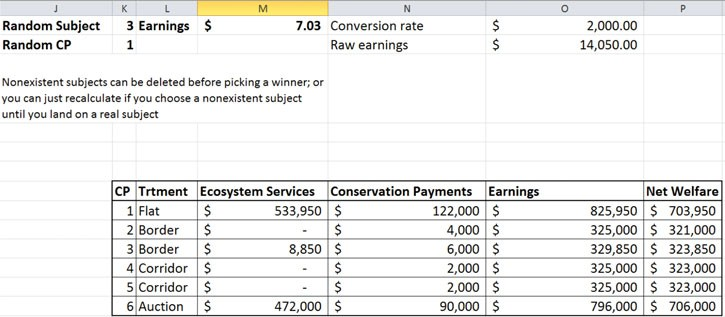 J K L M N O P
Random Subject 3 Earnings $ 7.03 Conversion rate $ 2,000.00
Random CP 1 Raw earnings $ 14,050.00
Nonexistent subjects can be deleted before picking a winner; or
you can just recalculate if you choose a nonexistent subject
until you land on a real subject
CP Trtment Ecosystem Services Conservation Payments Earnings Net Welfare
1 Flat $ 533,950 $ 122,000 $ 825,950 $ 703,950
2 Border $ - $ 4,000 $ 325,000 $ 321,000
3 Border $ 8,850 $ 6,000 $ 329,850 $ 323,850
4 Corridor $ - $ 2,000 $ 325,000 $ 323,000
5 Corridor $ - $ 2,000 $ 325,000 $ 323,000
6 Auction $ 472,000 $ 90,000 $ 796,000 $ 706,000